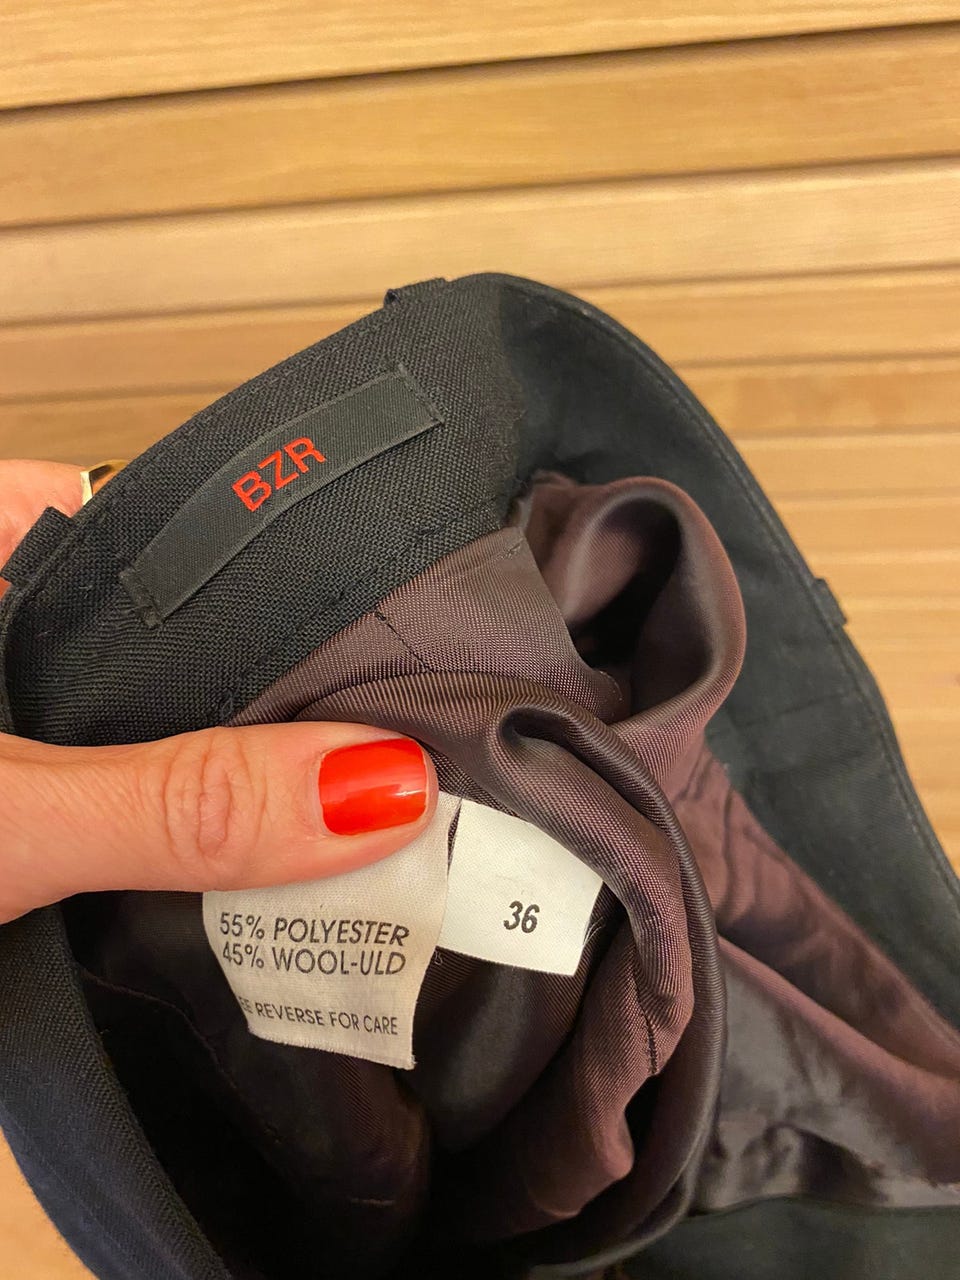 BZR
55% POLYESTER
45% WOOL-ULD
REVERSE FOR CARE
36